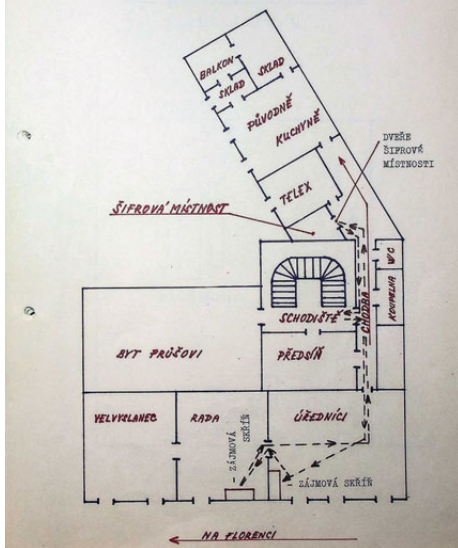 BALKON
SKLAD
SKLAD
PŮVODNĚ
KUCHYNĚ
DVEŘE
ŠIFROVÉ
MÍSTNOSTI
TELEX
ŠIFROVÁ MÍSTNOST
WC
KOUPELNA
CHODBA
SCHODIŠTĚ
BYT PRŮŠOVI
PŘEDSÍŇ
VELVYSLANEC
RADA
ÚŘEDNÍCI
- ZÁJMOVÁ
SKŘÍŇ
- ZÁJMOVÁ SKŘÍŇ
NA FLORENCI